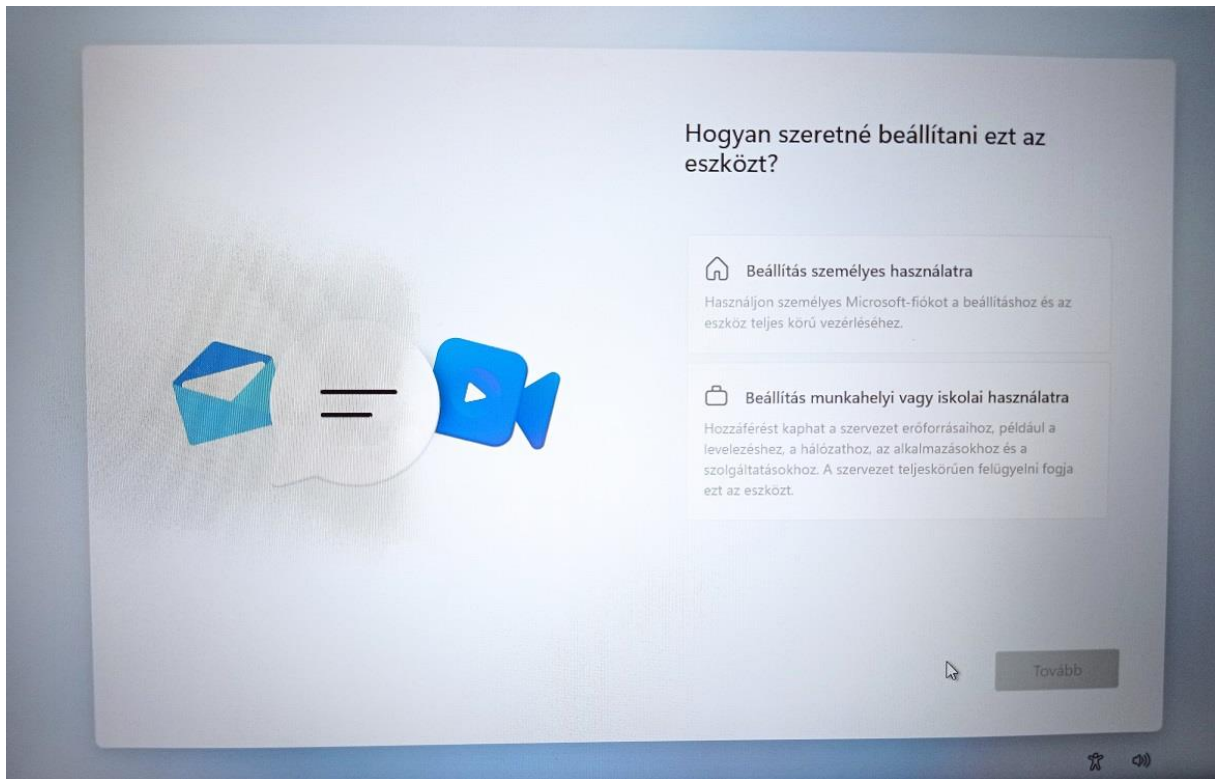 Hogyan szeretné beállítani ezt az
eszközt?
Beállítás személyes használatra
Használjon személyes Microsoft-fiókot a beállításhoz és az
eszköz teljes körű vezérléséhez.
Beállítás munkahelyi vagy iskolai használatra
Hozzáférést kaphat a szervezet erőforrásaihoz, például a
levelezéshez, a hálózathoz, az alkalmazásokhoz és a
szolgáltatásokhoz. A szervezet teljeskörűen felügyelni fogja
ezt az eszközt.
Tovább